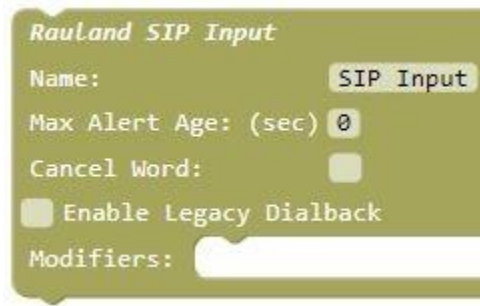 Rauland SIP Input
Name: SIP Input
Max Alert Age: (sec) 0
Cancel Word:
Enable Legacy Dialback
Modifiers: